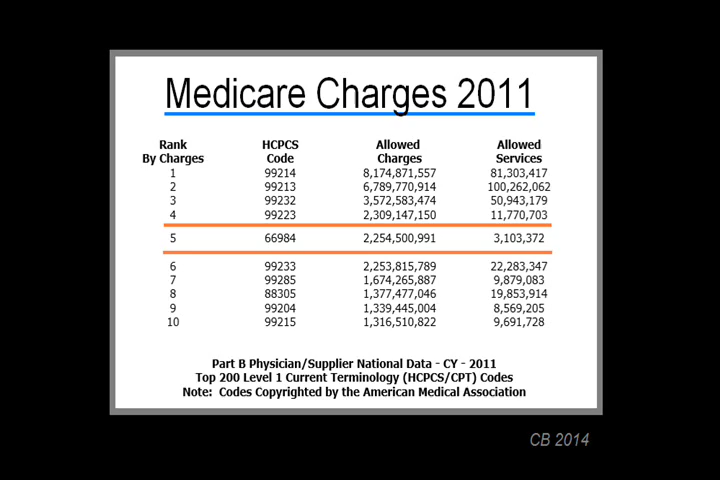 Medicare Charges 2011
Rank HCPCS Allowed Allowed
By Charges Code Charges Services
1 99214 8,174,871,557 81,303,417
2 99213 6,789,770,914 100,262,062
3 99232 3,572,583,474 50,943,179
4 99223 2,309,147,150 11,770,703
5 66984 2,254,500,991 3,103,372
6 99233 2,253,815,789 22,283,347
7 99285 1,674,265,887 9,879,083
8 88305 1,377,477,046 19,853,914
9 99204 1,339,445,004 8,569,205
10 99215 1,316,510,822 9,691,728
Part B Physician/Supplier National Data - CY - 2011
Top 200 Level 1 Current Terminology (HCPCS/CPT) Codes
Note: Codes Copyrighted by the American Medical Association
CB 2014